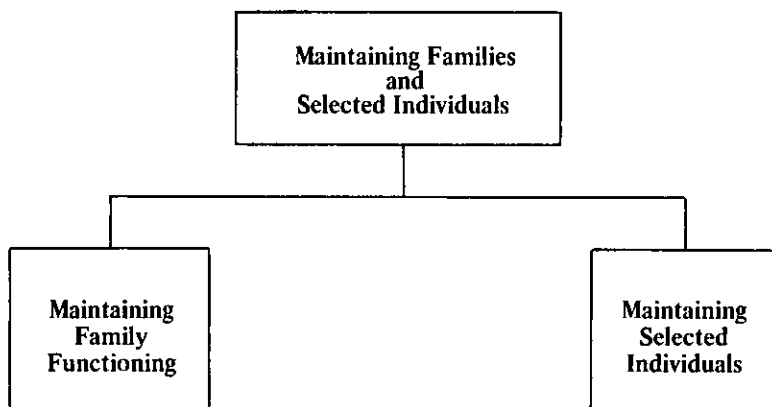 Maintaining Families
and
Selected Individuals
Maintaining
Family
Functioning
Maintaining
Selected
Individuals